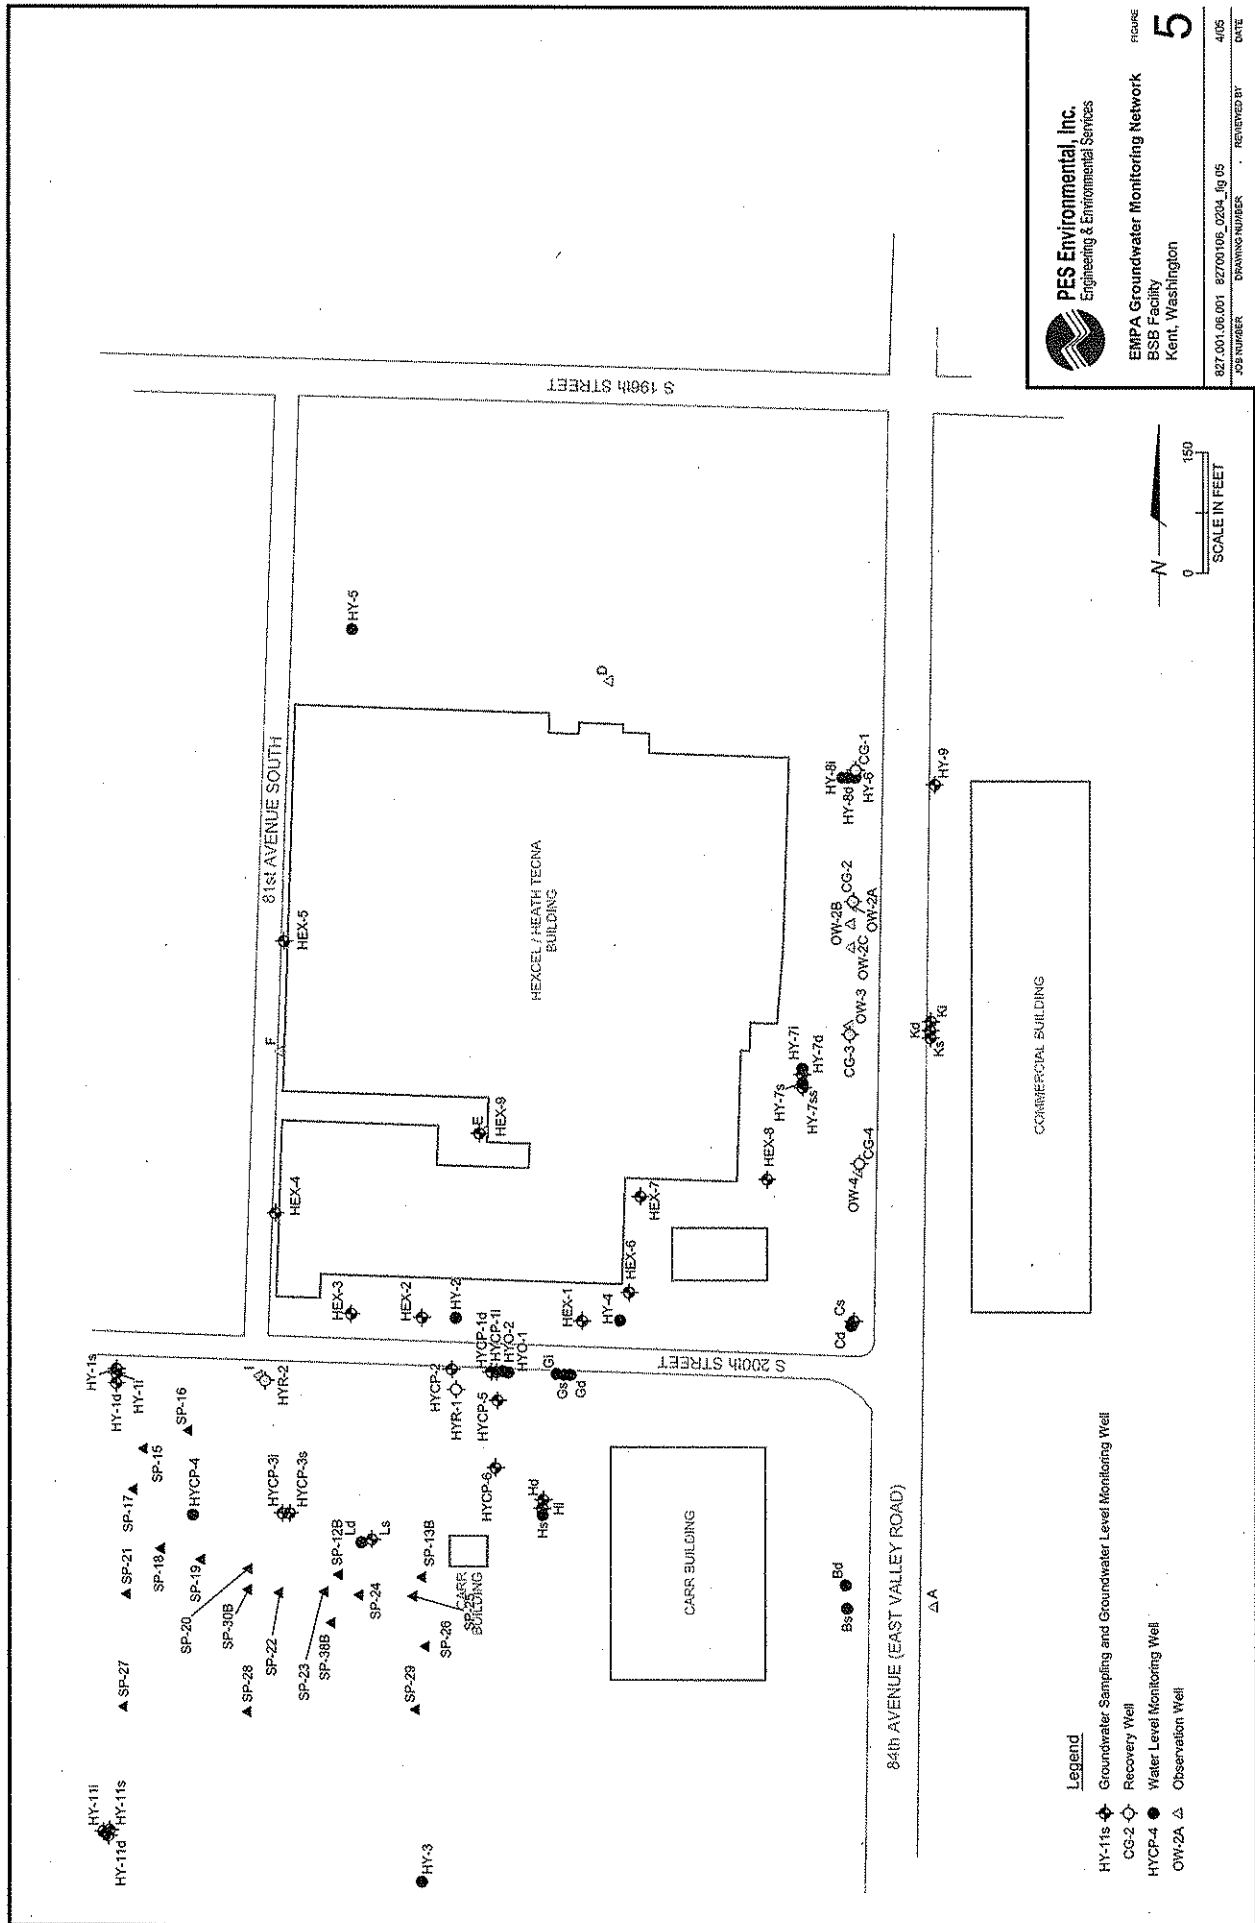 PES Environmental, Inc.
Engineering & Environmental Services
EMPA Groundwater Monitoring Network
BSB Facility
Kent, Washington
FIGURE
5
827.001.06.001 82700106_0204_fig 05
4/05
JOB NUMBER DRAWING NUMBER REVIEWED BY DATE
S 196th STREET
81st AVENUE SOUTH
HY-5
D
HEX-5
F
HEXCEL / HEATH TECNA
BUILDING
HY-8i
HY-8d
HY-6
CG-1
HY-9
OW-2B
CG-2
OW-2A
OW-2C
OW-3
CG-3
Kd
Ks
Ki
HY-7i
HY-7d
HY-7s
HY-7ss
E
HEX-9
HEX-8
OW-4
CG-4
COMMERCIAL BUILDING
HEX-4
HEX-7
HEX-6
HEX-3
HEX-2
HY-2
HEX-1
HY-4
Cd
Cs
S 200th STREET
HY-1s
HY-1d
HY-1i
I
HYR-2
HYCP-2
HYR-1
HYCP-1d
HYCP-1i
HYO-2
HYO-1
HYCP-5
Gi
Gs
Gd
SP-16
SP-15
SP-17
HYCP-4
HYCP-3i
HYCP-3s
HYCP-6
Hd
Hs
Hi
SP-21
SP-18
SP-19
SP-20
SP-30B
SP-22
SP-23
SP-38B
SP-12B
Ld
Ls
SP-24
SP-13B
SP-25
SP-26
CARR
BUILDING
CARR BUILDING
Bs
Bd
A
SP-27
SP-28
SP-29
HY-11i
HY-11s
HY-11d
HY-3
84th AVENUE (EAST VALLEY ROAD)
N
0 150
SCALE IN FEET
Legend
HY-11s Groundwater Sampling and Groundwater Level Monitoring Well
CG-2 Recovery Well
HYCP-4 Water Level Monitoring Well
OW-2A Observation Well